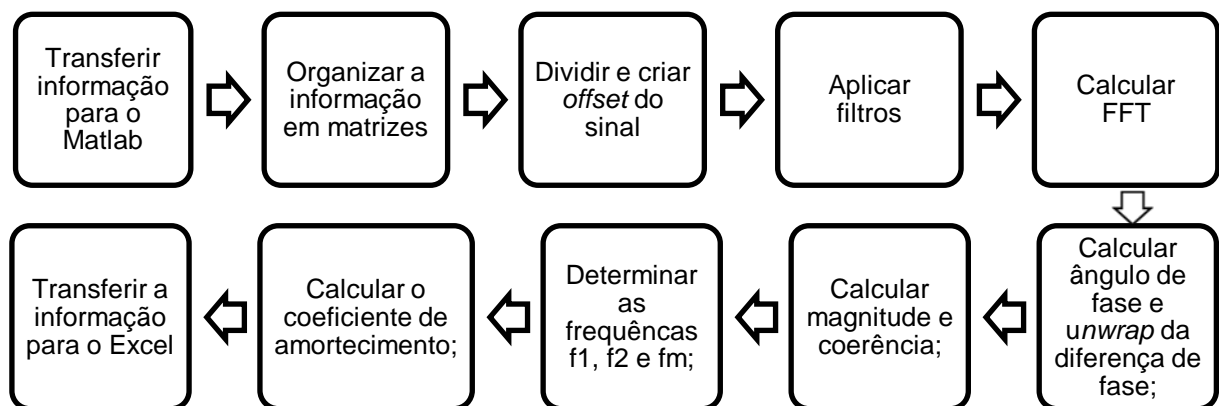 Transferir
informação
para o
Matlab
Organizar a
informação
em matrizes
Dividir e criar
offset do
sinal
Aplicar
filtros
Calcular
FFT
Calcular
ângulo de
fase e
unwrap da
diferença de
fase;
Calcular
magnitude e
coerência;
Determinar
as
frequêncas
f1, f2 e fm;
Calcular o
coeficiente de
amortecimento;
Transferir a
informação
para o Excel